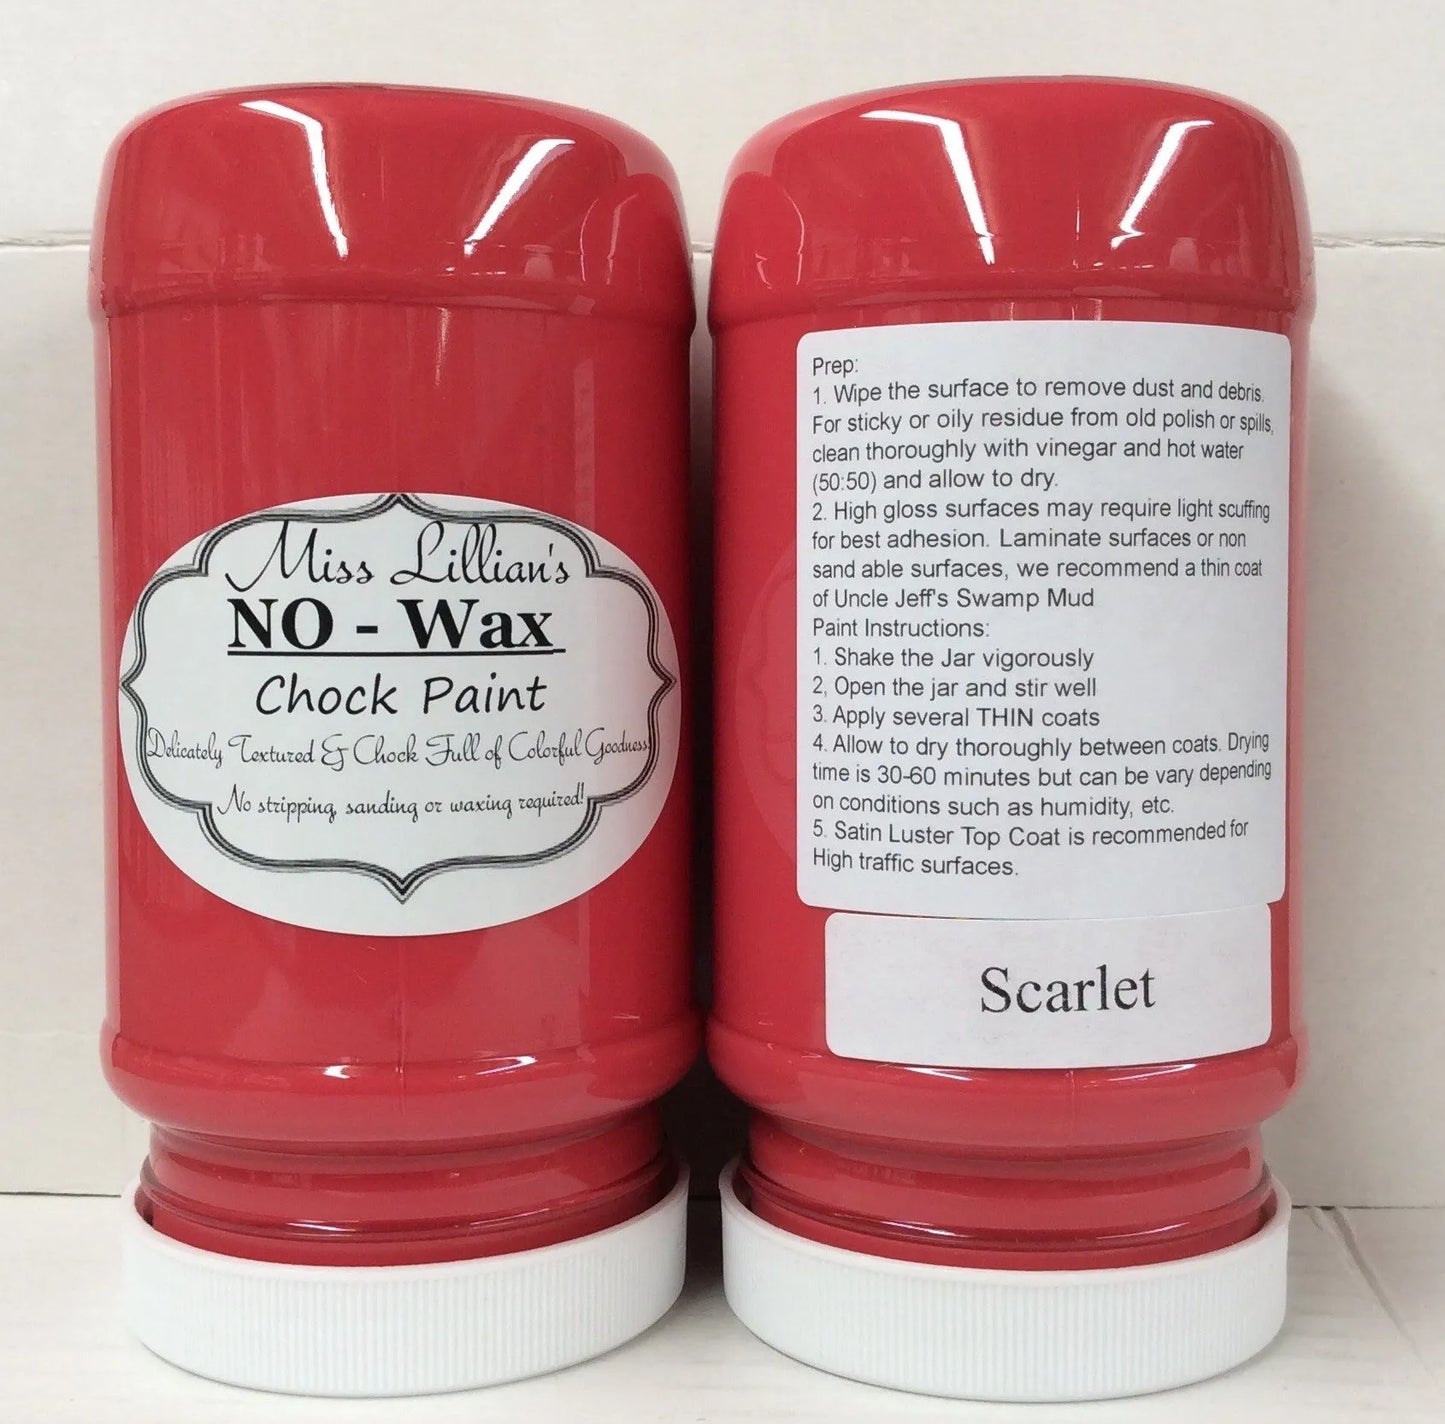 Miss Lillian's
NO - Wax
Chock Paint
Delicately Textured & Chock Full of Colorful Goodness!
No stripping, sanding or waxing required!
Prep:
1. Wipe the surface to remove dust and debris.
For sticky or oily residue from old polish or spills,
clean thoroughly with vinegar and hot water
(50:50) and allow to dry.
2. High gloss surfaces may require light scuffing
for best adhesion. Laminate surfaces or non
sand able surfaces, we recommend a thin coat
of Uncle Jeff's Swamp Mud
Paint Instructions:
1. Shake the Jar vigorously
2, Open the jar and stir well
3. Apply several THIN coats
4. Allow to dry thoroughly between coats. Drying
time is 30-60 minutes but can be vary depending
on conditions such as humidity, etc.
5. Satin Luster Top Coat is recommended for
High traffic surfaces.
Scarlet